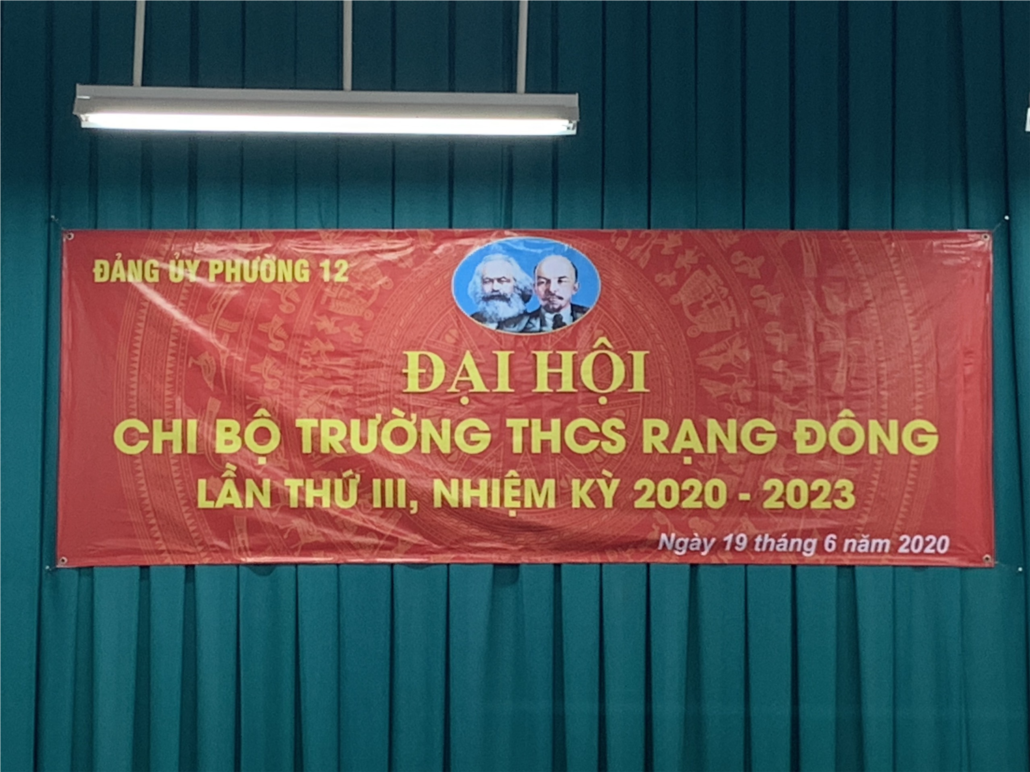 ĐẢNG ỦY PHƯỜNG 12
ĐẠI HỘI
CHI BỘ TRƯỜNG THCS RẠNG ĐÔNG
LẦN THỨ III, NHIỆM KỲ 2020 - 2023
Ngày 19 tháng 6 năm 2020